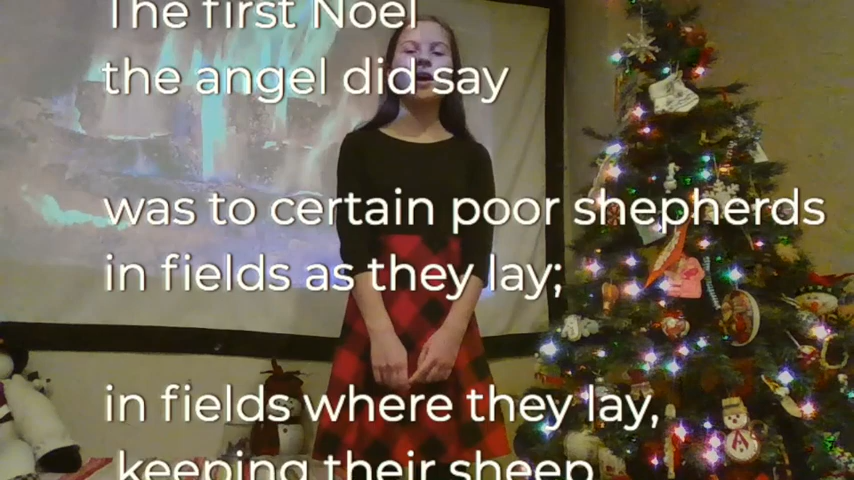 The first Noel
the angel did say
was to certain poor shepherds
in fields as they lay;
in fields where they lay,
keeping their sheep